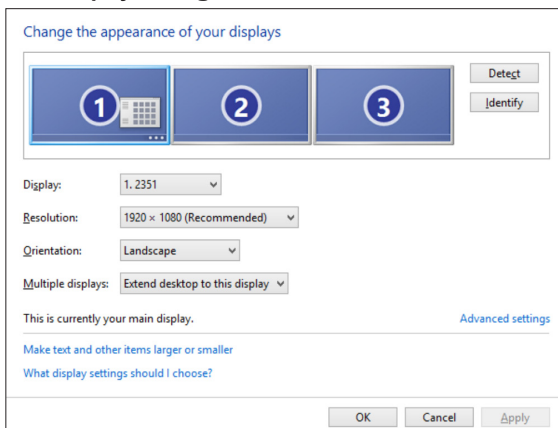 Change the appearance of your displays
1 2 3
Detect
Identify
Display: 1. 2351
Resolution: 1920 × 1080 (Recommended)
Orientation: Landscape
Multiple displays: Extend desktop to this display
This is currently your main display. Advanced settings
Make text and other items larger or smaller
What display settings should I choose?
OK Cancel Apply